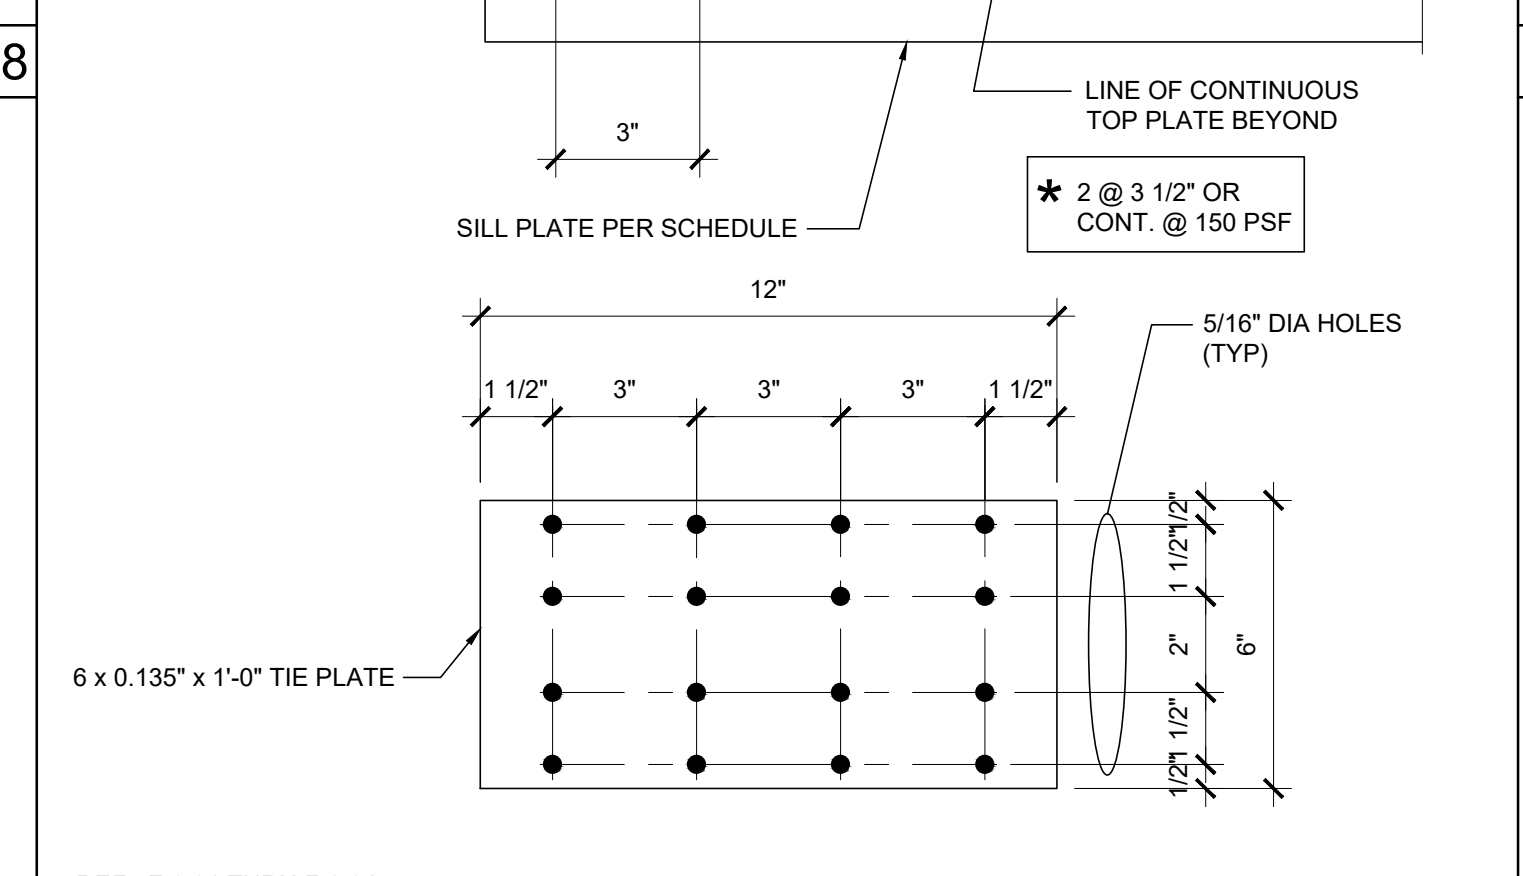 8
LINE OF CONTINUOUS
TOP PLATE BEYOND
3"
* 2 @ 3 1/2" OR
CONT. @ 150 PSF
SILL PLATE PER SCHEDULE
12"
5/16" DIA HOLES
(TYP)
1 1/2"
3"
3"
3"
1 1/2"
1/2"
1 1/2"
2"
6"
6 x 0.135" x 1'-0" TIE PLATE
1 1/2"
1/2"